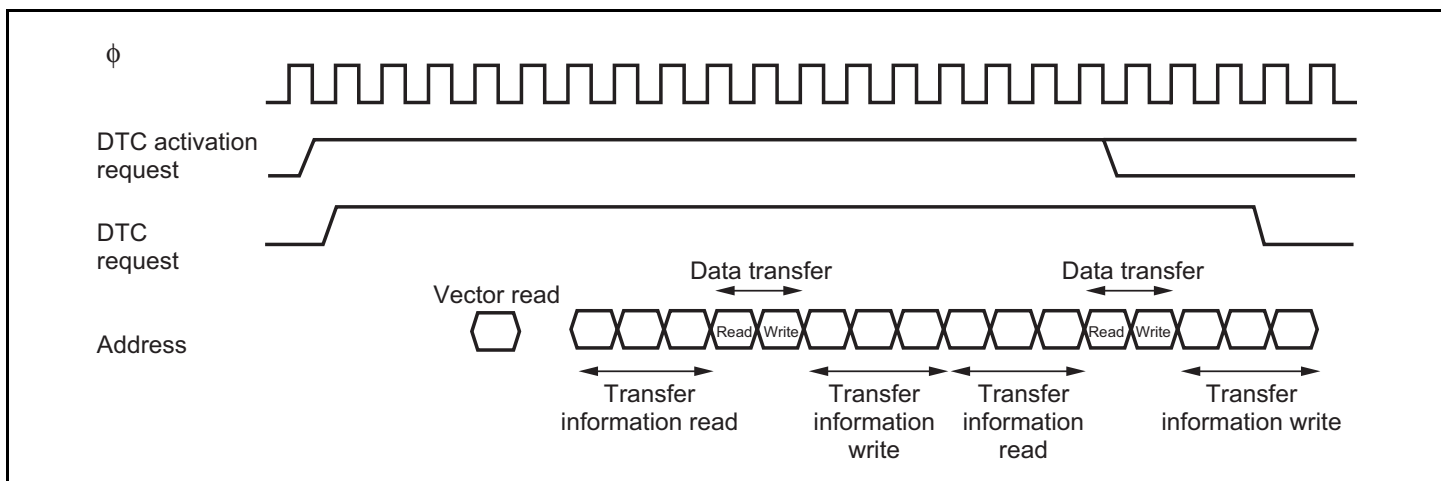 ϕ
DTC activation
request
DTC
request
Data transfer
Data transfer
Vector read
Address
Read
Write
Read
Write
Transfer
information read
Transfer
information
write
Transfer
information
read
Transfer
information write